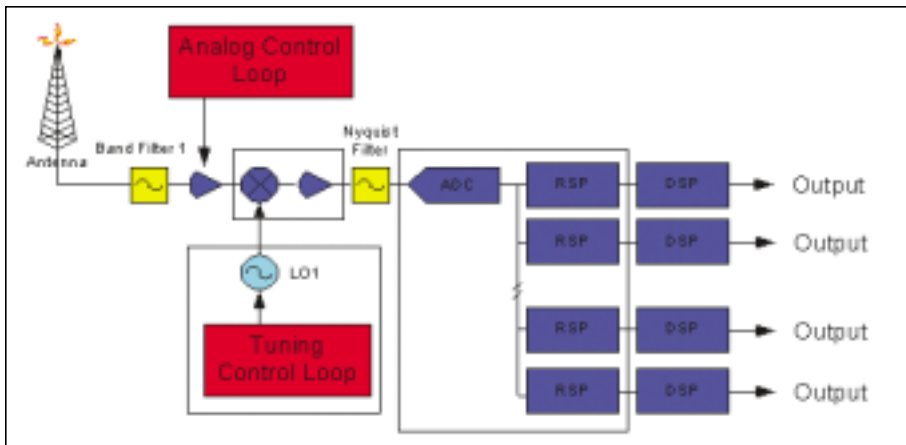 Analog Control
Loop
Antenna
Band Filter 1
Nyquist
Filter
ADC
RSP
DSP
Output
RSP
DSP
Output
LO1
Tuning
Control Loop
RSP
DSP
Output
RSP
DSP
Output